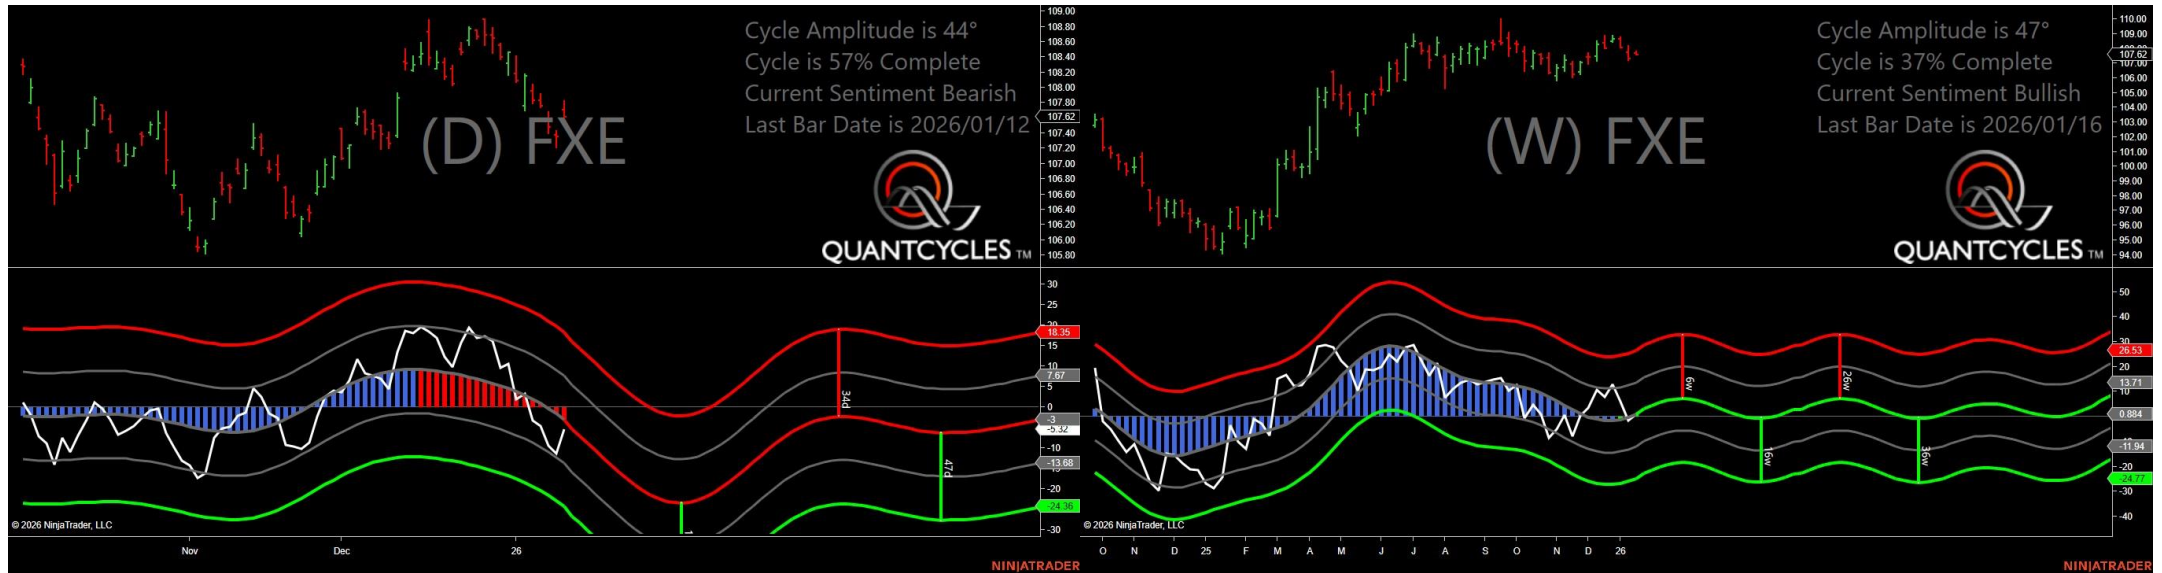 Cycle Amplitude is 44°
Cycle is 57% Complete
Current Sentiment Bearish
Last Bar Date is 2026/01/12
(D) FXE
QUANTCYCLES TM
109.00
108.80
108.60
108.40
108.20
108.00
107.80
107.62
107.40
107.20
107.00
106.80
106.60
106.40
106.20
106.00
105.80
30
25
18.35
15
7.67
5
0
-3
-5.32
-10
-13.68
-20
-24.36
-30
34d
47d
1
© 2026 NinjaTrader, LLC
Nov
Dec
26
NINJATRADER
Cycle Amplitude is 47°
Cycle is 37% Complete
Current Sentiment Bullish
Last Bar Date is 2026/01/16
(W) FXE
QUANTCYCLES TM
110.00
109.00
107.62
107.00
106.00
105.00
104.00
103.00
102.00
101.00
100.00
99.00
98.00
97.00
96.00
95.00
94.00
50
40
30
26.53
20
13.71
0.884
-11.94
-20
-24.77
-30
-40
6w
26w
16w
36w
© 2026 NinjaTrader, LLC
O N D 25 F M A M J J A S O N D 26
NINJATRADER